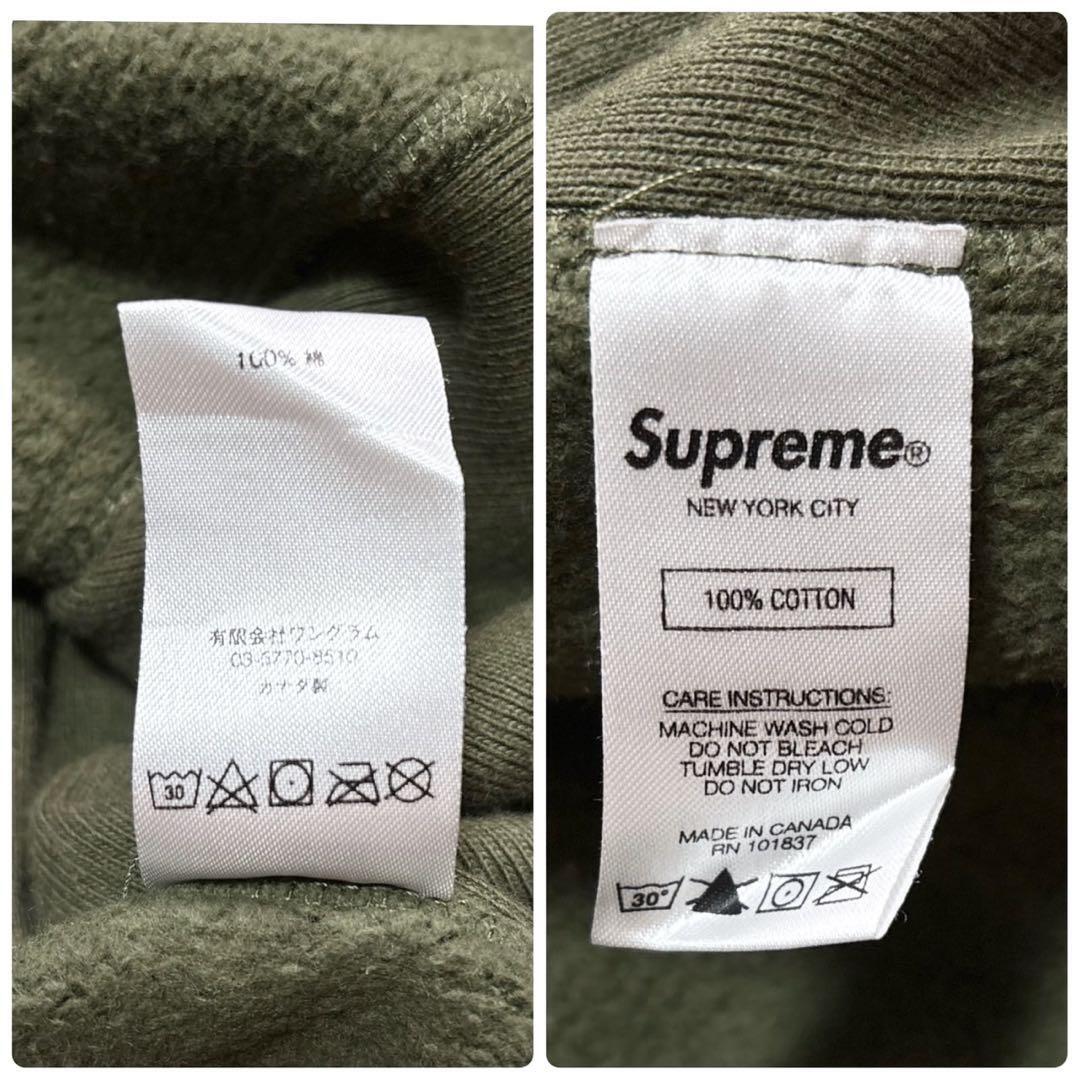 100% 綿
有限会社ワングラム
03-5770-8510
カナダ製
30
Supreme®
NEW YORK CITY
100% COTTON
CARE INSTRUCTIONS:
MACHINE WASH COLD
DO NOT BLEACH
TUMBLE DRY LOW
DO NOT IRON
MADE IN CANADA
RN 101837
30°